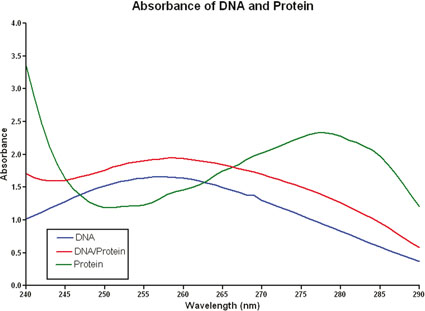 Absorbance of DNA and Protein
Absorbance
4.0
3.5
3.0
2.5
2.0
1.5
1.0
0.5
0.0
DNA
DNA/Protein
Protein
240 245 250 255 260 265 270 275 280 285 290
Wavelength (nm)